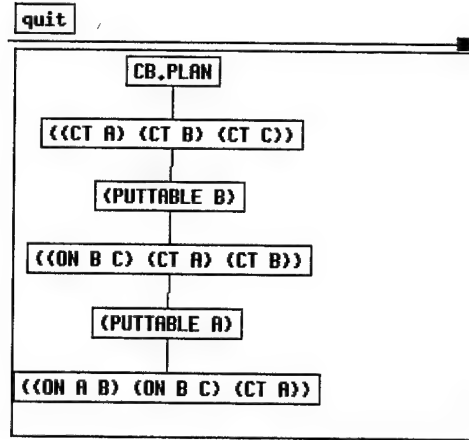 quit
CB.PLAN
((CT A) (CT B) (CT C))
(PUTTABLE B)
((ON B C) (CT A) (CT B))
(PUTTABLE A)
((ON A B) (ON B C) (CT A))